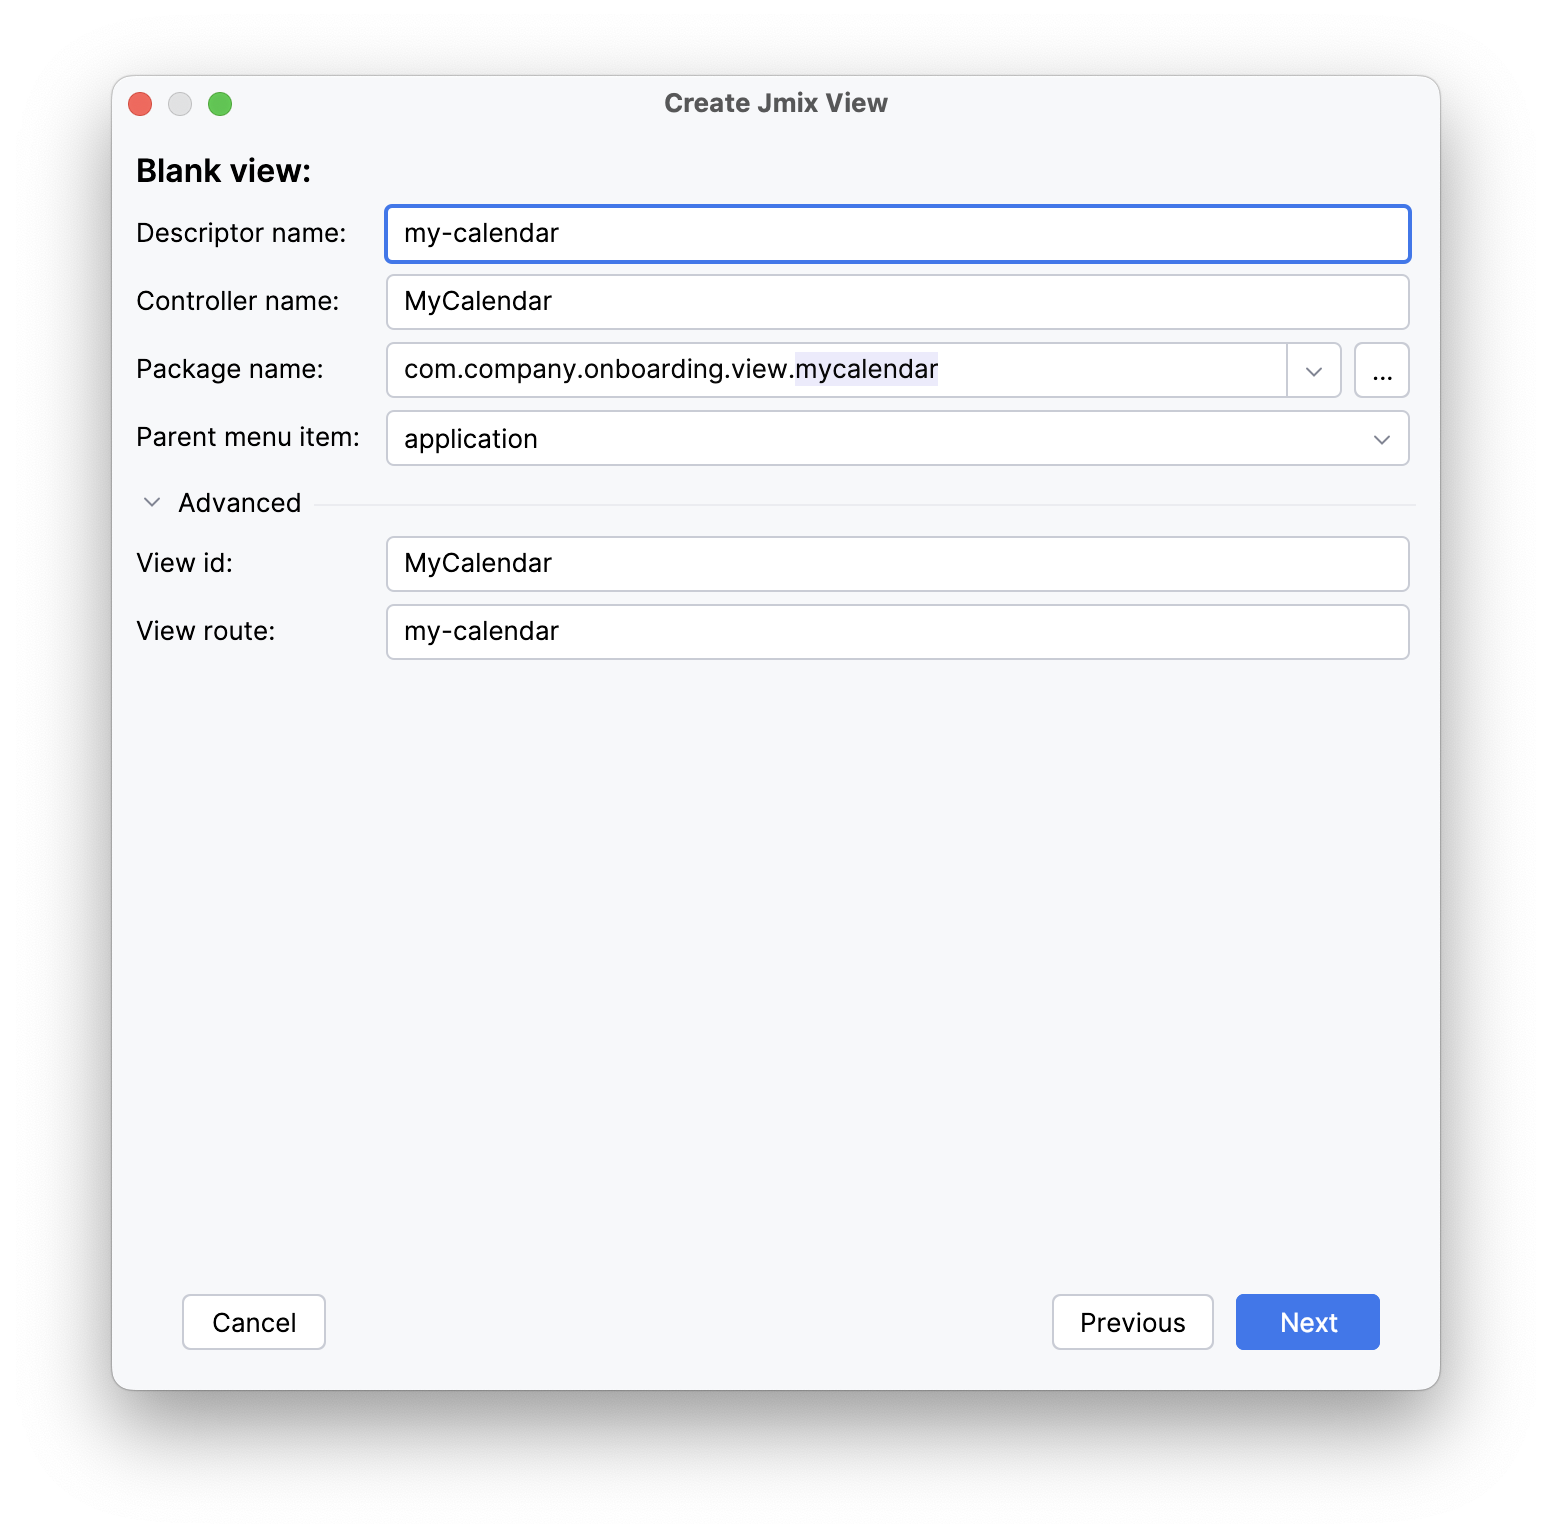 Create Jmix View
Blank view:
Descriptor name: my-calendar
Controller name: MyCalendar
Package name: com.company.onboarding.view.mycalendar ...
Parent menu item: application
Advanced
View id: MyCalendar
View route: my-calendar
Cancel Previous Next